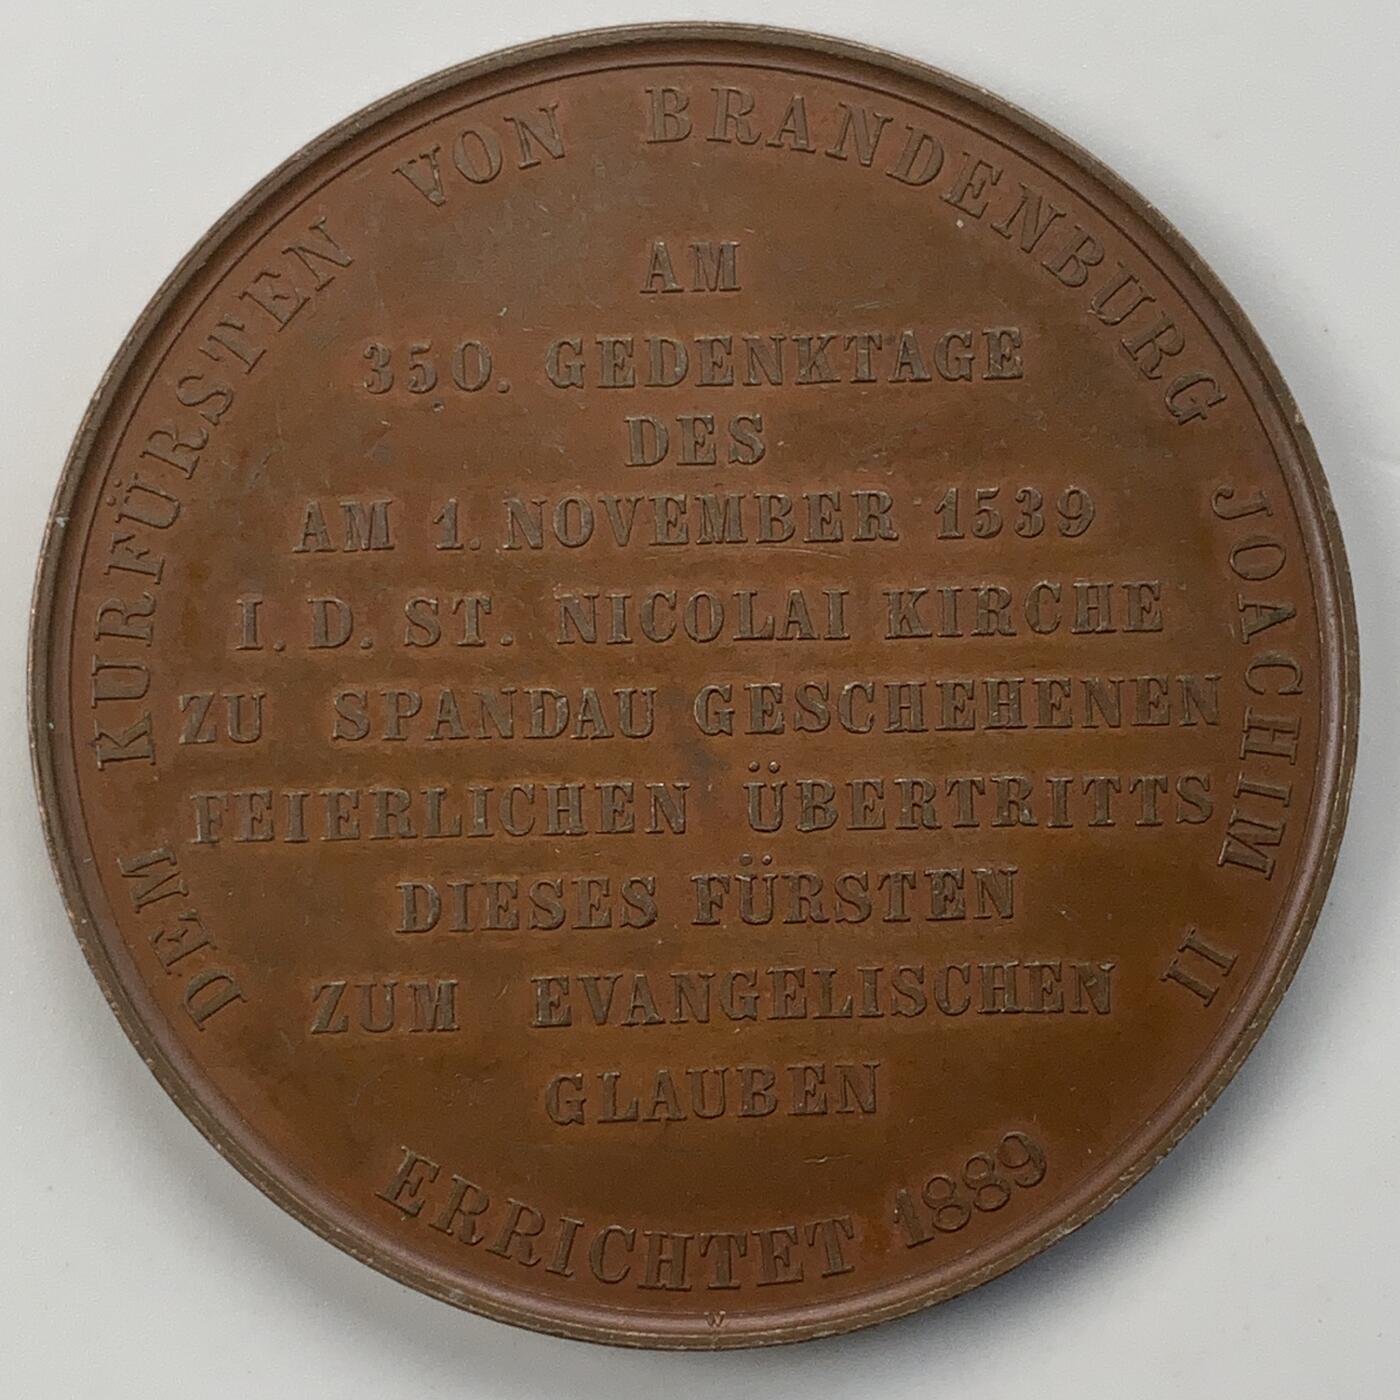 DEM KURFÜRSTEN VON BRANDENBURG JOACHIM II
AM
350. GEDENKTAGE
DES
AM 1. NOVEMBER 1539
I. D. ST. NICOLAI KIRCHE
ZU SPANDAU GESCHEHENEN
FEIERLICHEN ÜBERTRITTS
DIESES FÜRSTEN
ZUM EVANGELISCHEN
GLAUBEN
ERRICHTET 1889
W